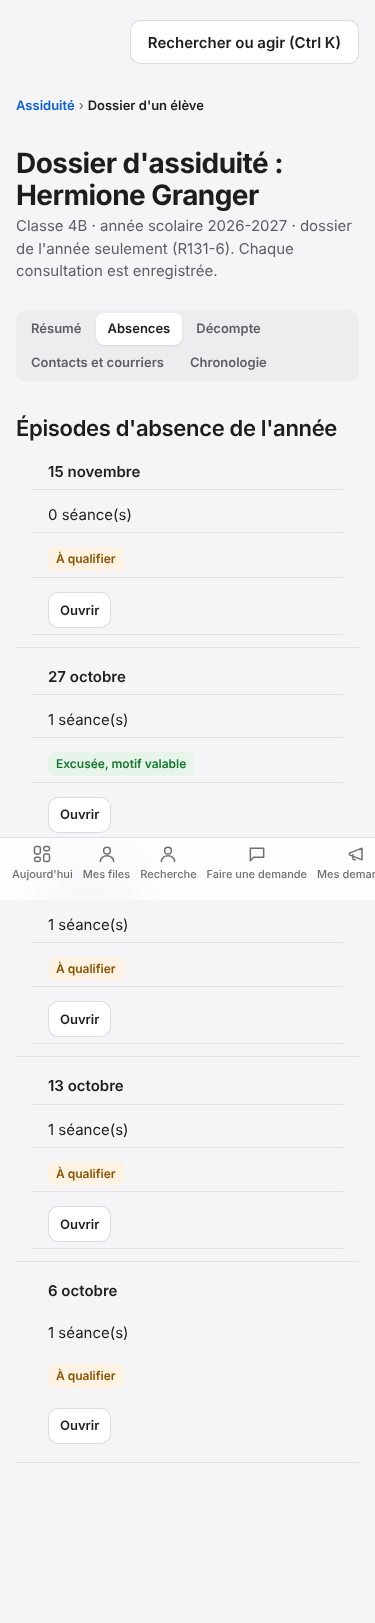 Rechercher ou agir (Ctrl K)
Assiduité › Dossier d'un élève
Dossier d'assiduité :
Hermione Granger
Classe 4B · année scolaire 2026-2027 · dossier
de l'année seulement (R131-6). Chaque
consultation est enregistrée.
Résumé Absences Décompte
Contacts et courriers Chronologie
Épisodes d'absence de l'année
15 novembre
0 séance(s)
À qualifier
Ouvrir
27 octobre
1 séance(s)
Excusée, motif valable
Ouvrir
Aujourd'hui Mes files Recherche Faire une demande Mes deman
1 séance(s)
À qualifier
Ouvrir
13 octobre
1 séance(s)
À qualifier
Ouvrir
6 octobre
1 séance(s)
À qualifier
Ouvrir